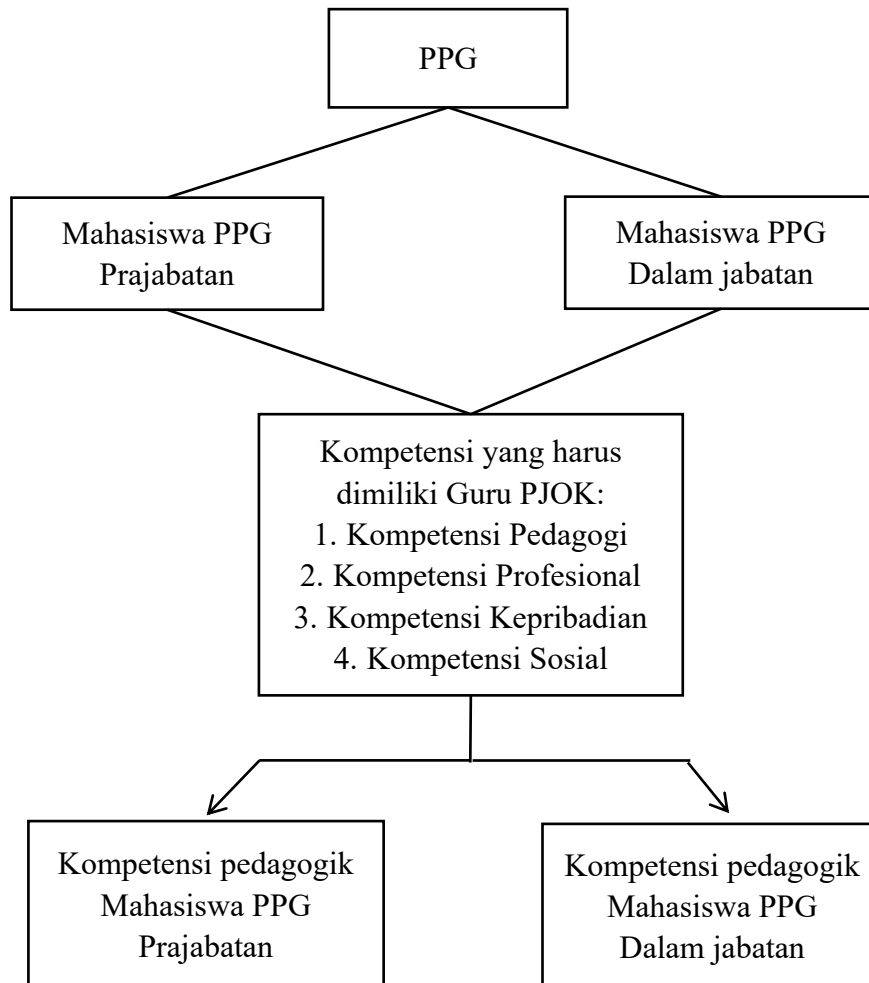 PPG
Mahasiswa PPG
Prajabatan
Mahasiswa PPG
Dalam jabatan
Kompetensi yang harus
dimiliki Guru PJOK:
1. Kompetensi Pedagogi
2. Kompetensi Profesional
3. Kompetensi Kepribadian
4. Kompetensi Sosial
Kompetensi pedagogik
Mahasiswa PPG
Prajabatan
Kompetensi pedagogik
Mahasiswa PPG
Dalam jabatan